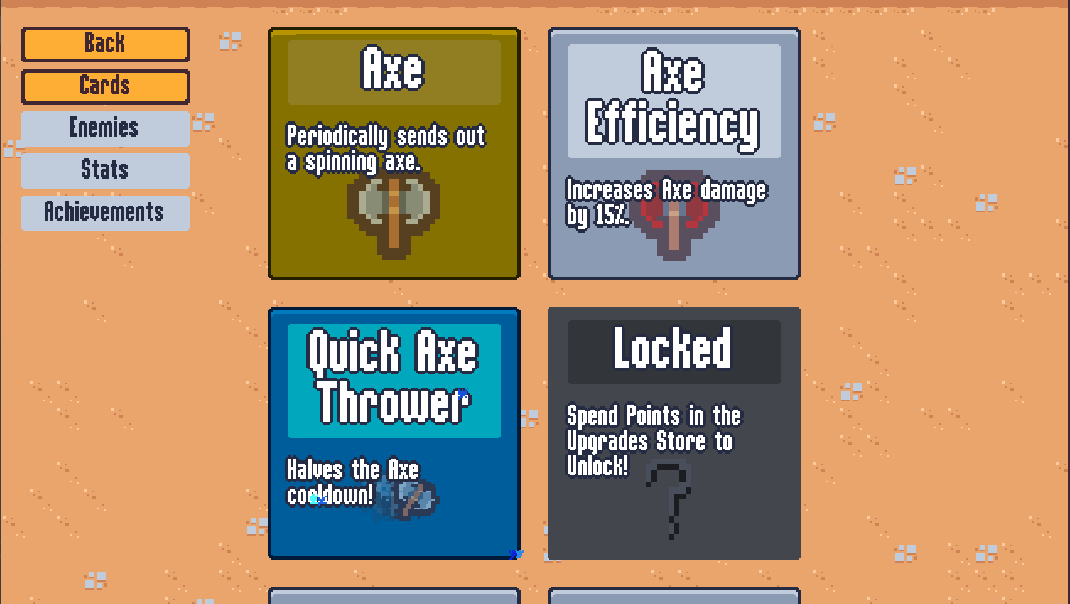 Back
Cards
Enemies
Stats
Achievements
Axe
Periodically sends out
a spinning axe.
Axe
Efficiency
Increases Axe damage
by 15%.
Quick Axe
Thrower
Halves the Axe
cooldown!
Locked
Spend Points in the
Upgrades Store to
Unlock!